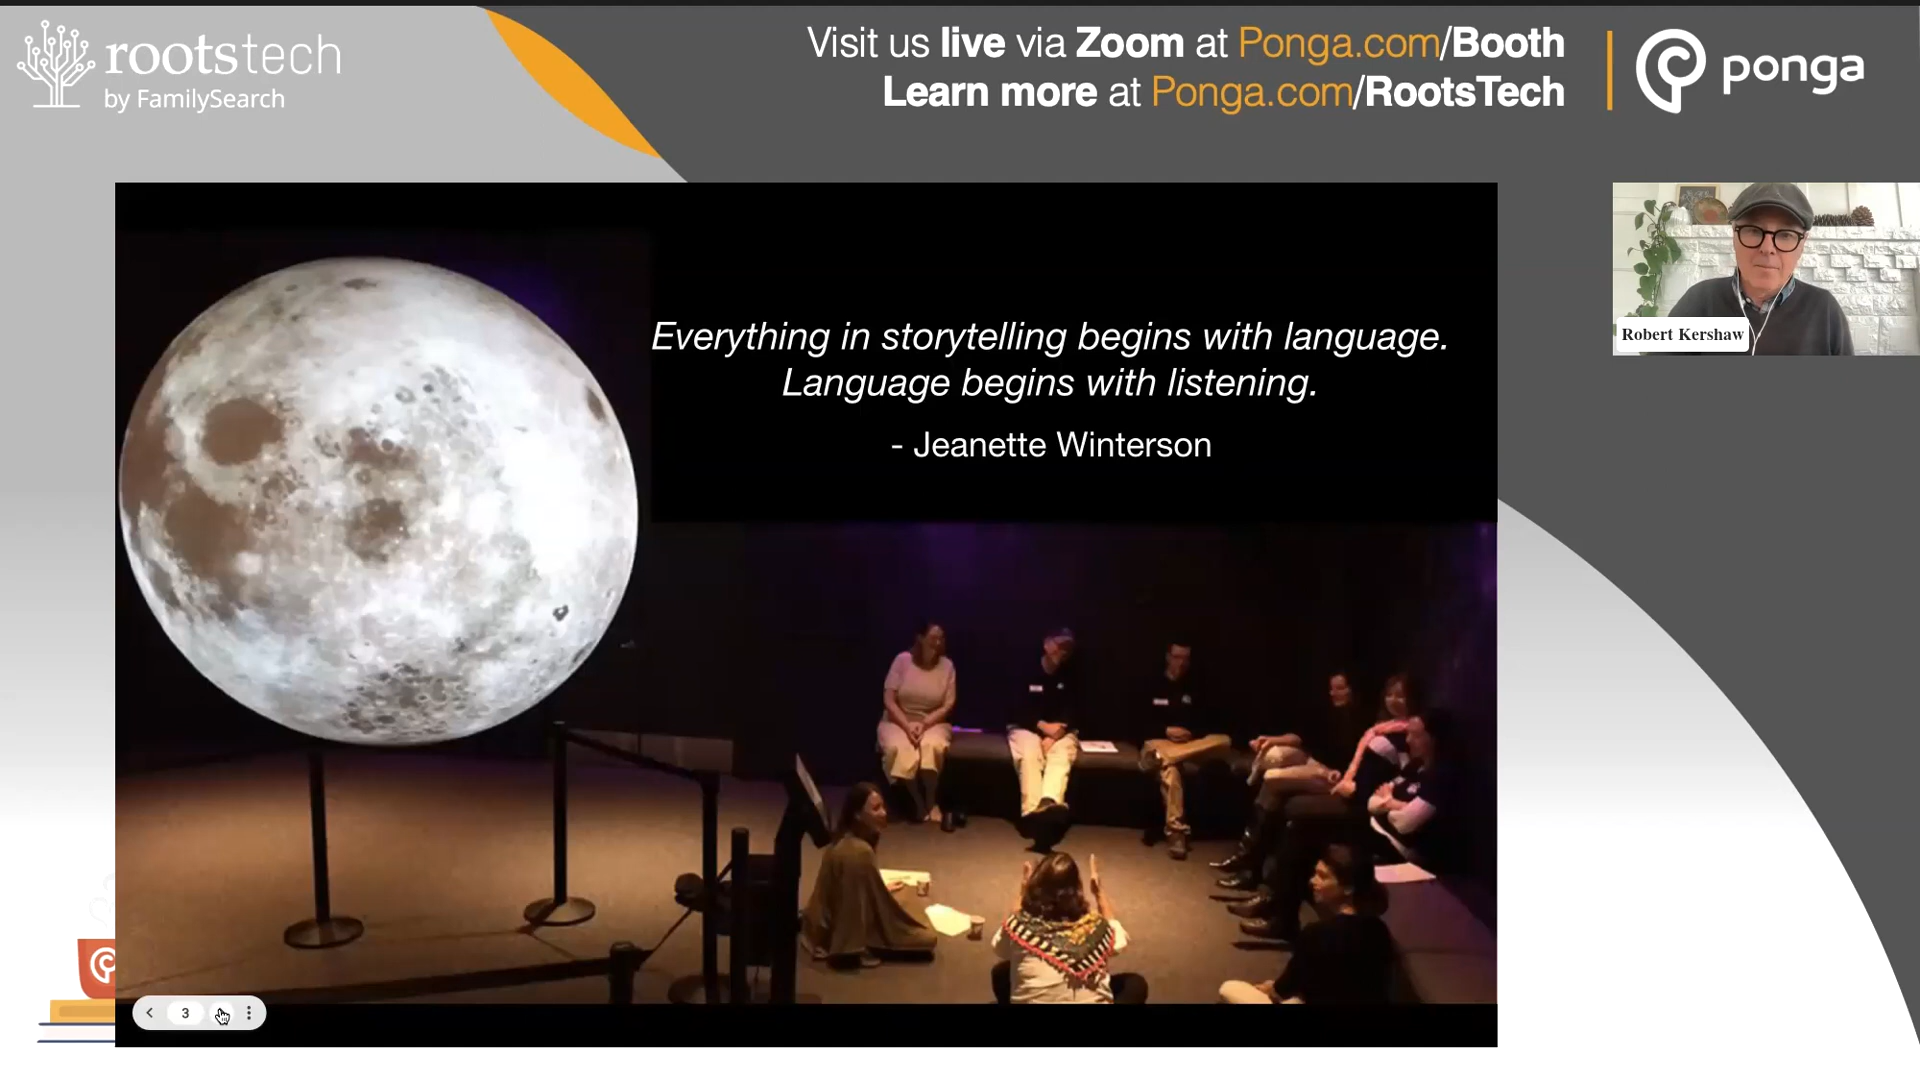 rootstech
by FamilySearch
Visit us live via Zoom at Ponga.com/Booth
Learn more at Ponga.com/RootsTech
ponga
Everything in storytelling begins with language.
Language begins with listening.
- Jeanette Winterson
Robert Kershaw
3